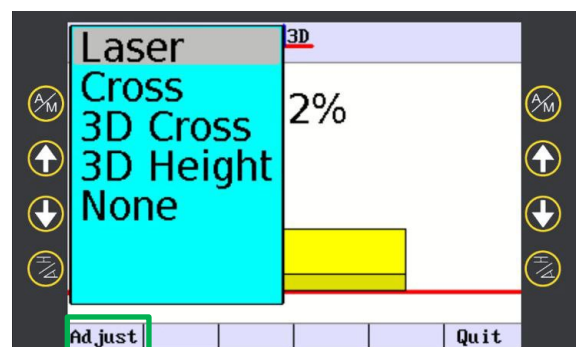 Laser
Cross
3D Cross
3D Height
None
3D
2%
A/M
A/M
Adjust
Quit